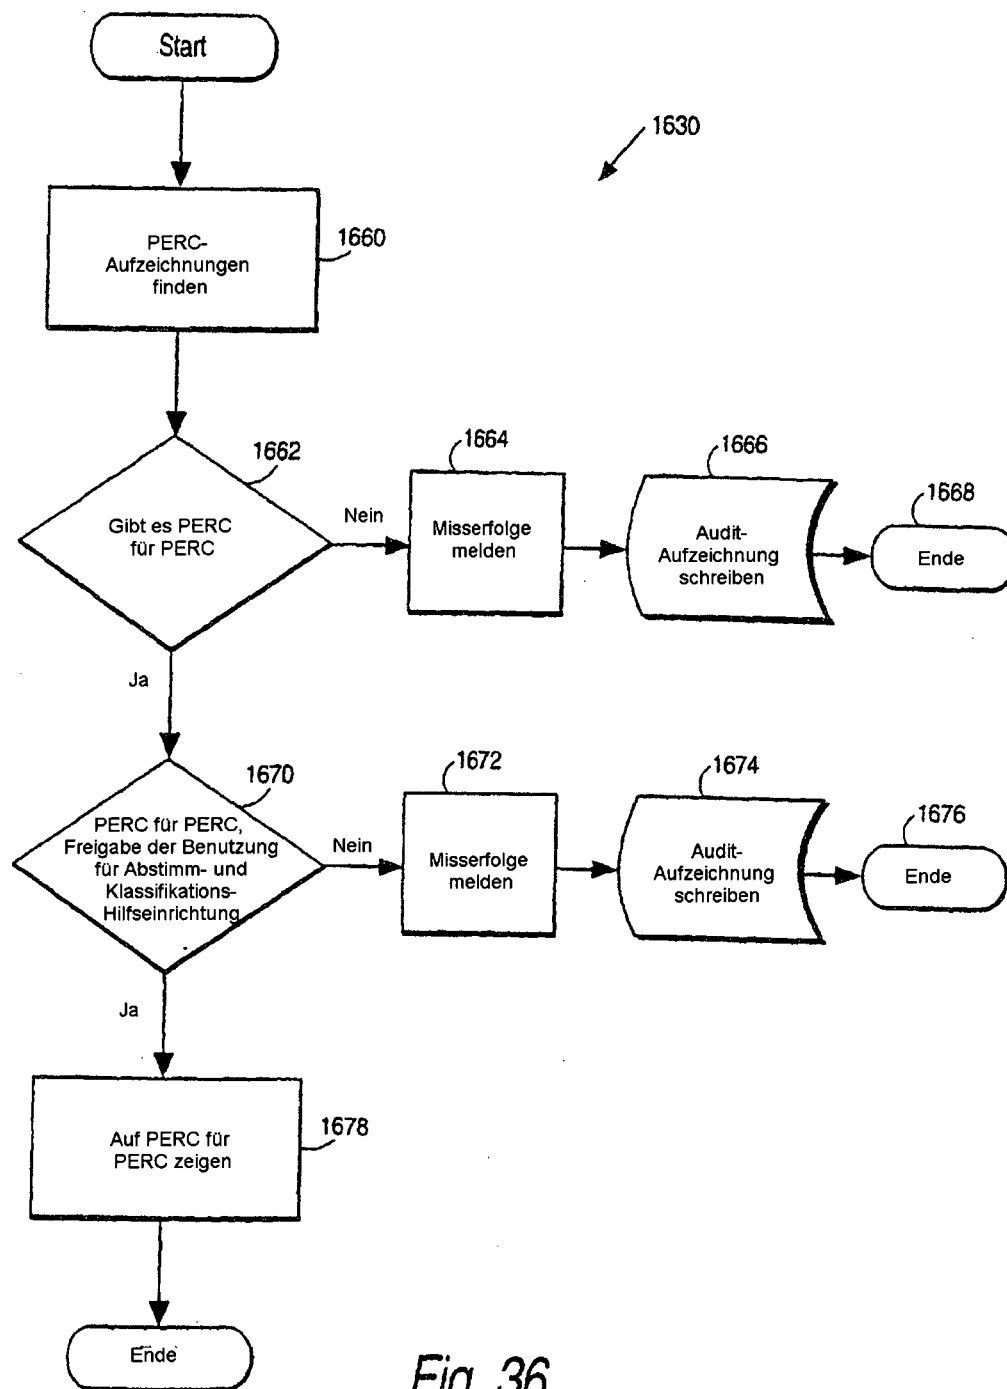 Start
1630
PERC-
Aufzeichnungen
finden
1660
Gibt es PERC
für PERC
1662
Nein
Misserfolge
melden
1664
Audit-
Aufzeichnung
schreiben
1666
Ende
1668
Ja
PERC für PERC,
Freigabe der Benutzung
für Abstimm- und
Klassifikations-
Hilfseinrichtung
1670
Nein
Misserfolge
melden
1672
Audit-
Aufzeichnung
schreiben
1674
Ende
1676
Ja
Auf PERC für
PERC zeigen
1678
Ende
Fig. 36